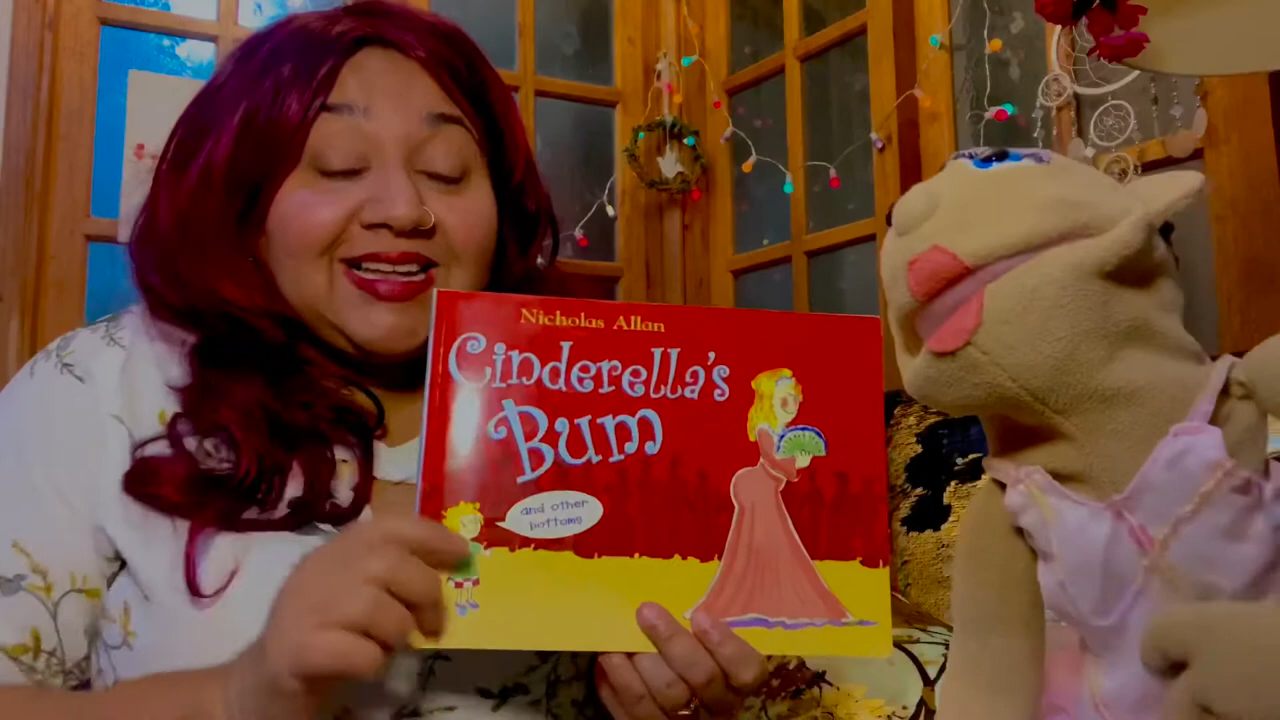 Nicholas Allan
Cinderella's
Bum
and other
bottoms